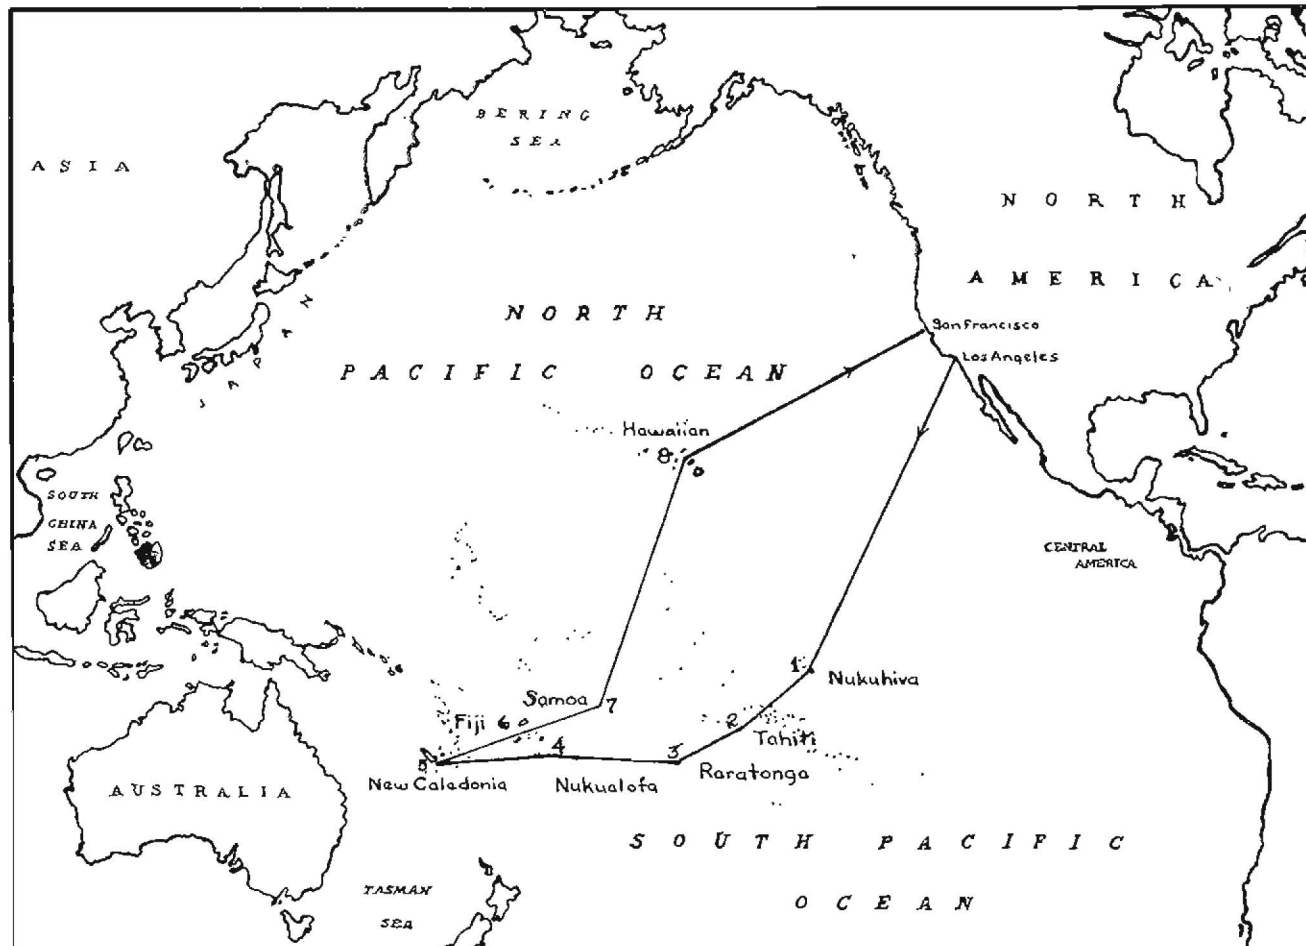 BERING
SEA
ASIA
NORTH
AMERICA
JAPAN
NORTH
PACIFIC OCEAN
San Francisco
Los Angeles
Hawaiian
8
SOUTH
CHINA
SEA
CENTRAL
AMERICA
1
Nukuhiva
Samoa
7
Fiji 6
2
Tahiti
4
3
Raratonga
New Caledonia
Nukualofa
AUSTRALIA
SOUTH PACIFIC
OCEAN
TASMAN
SEA